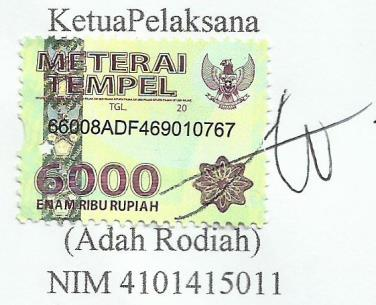 KetuaPelaksana
METERAI
TEMPEL
TGL. 20
66008ADF469010767
6000
ENAM RIBU RUPIAH
(Adah Rodiah)
NIM 4101415011